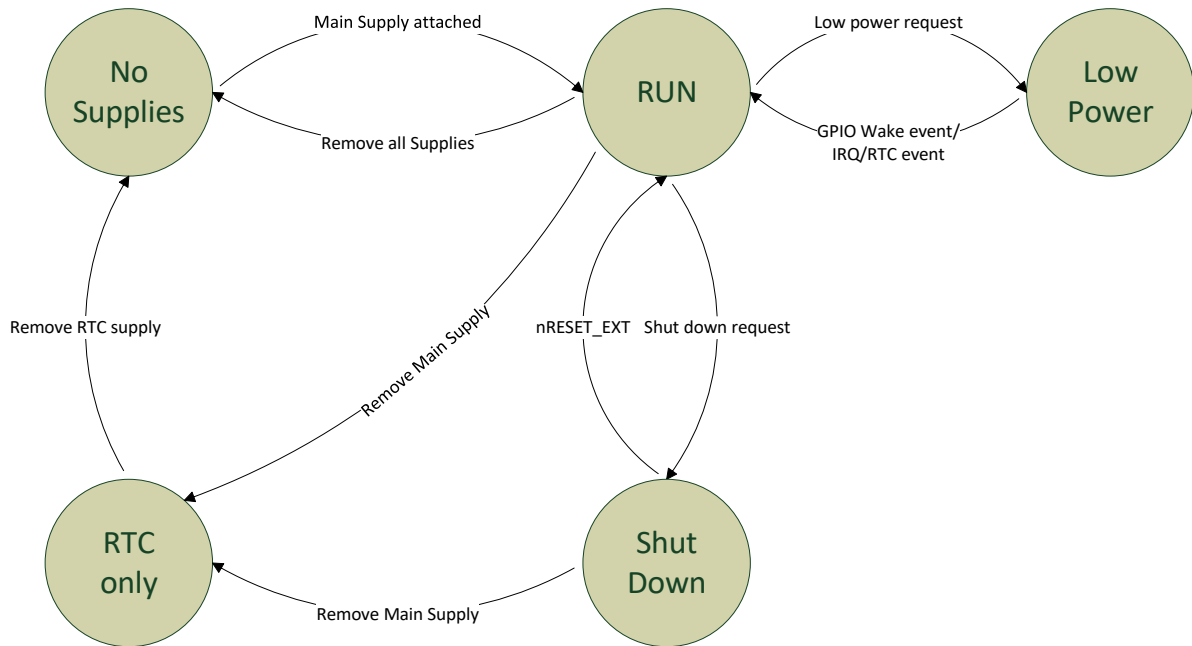 Main Supply attached
Low power request
No
Supplies
RUN
Low
Power
Remove all Supplies
GPIO Wake event/
IRQ/RTC event
Remove RTC supply
Remove Main Supply
nRESET_EXT
Shut down request
RTC
only
Shut
Down
Remove Main Supply